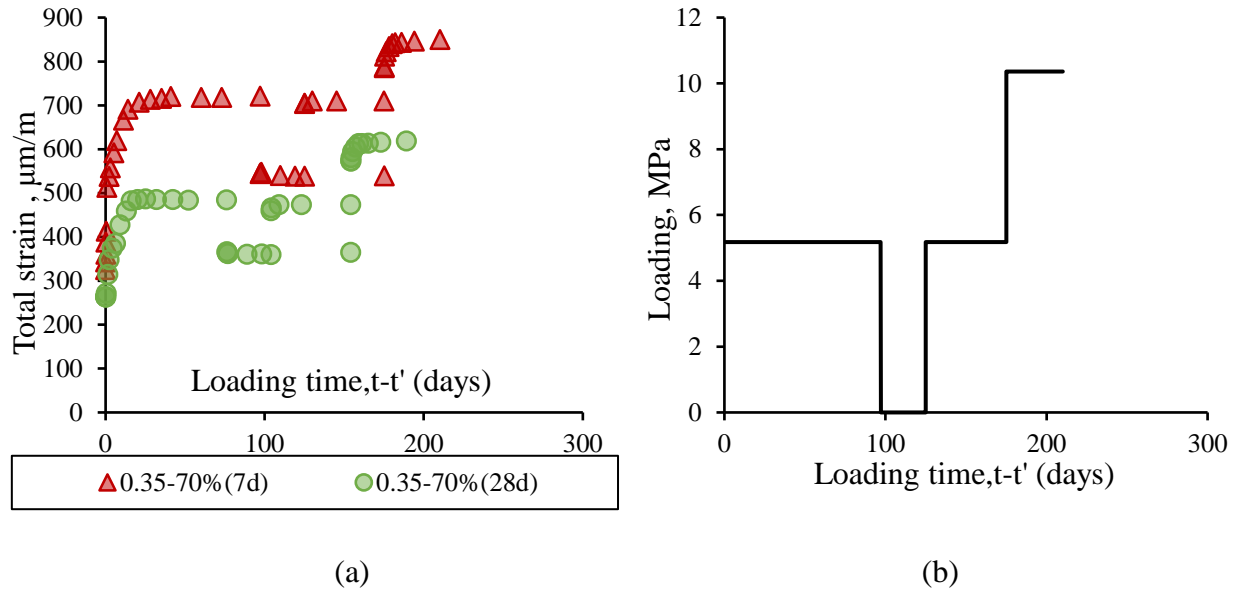 900
800
700
600
500
400
300
200
100
0
Total strain , µm/m
Loading time,t-t' (days)
0 100 200 300
0.35-70%(7d) 0.35-70%(28d)
(a)
12
10
8
6
4
2
0
Loading, MPa
0 100 200 300
Loading time,t-t' (days)
(b)